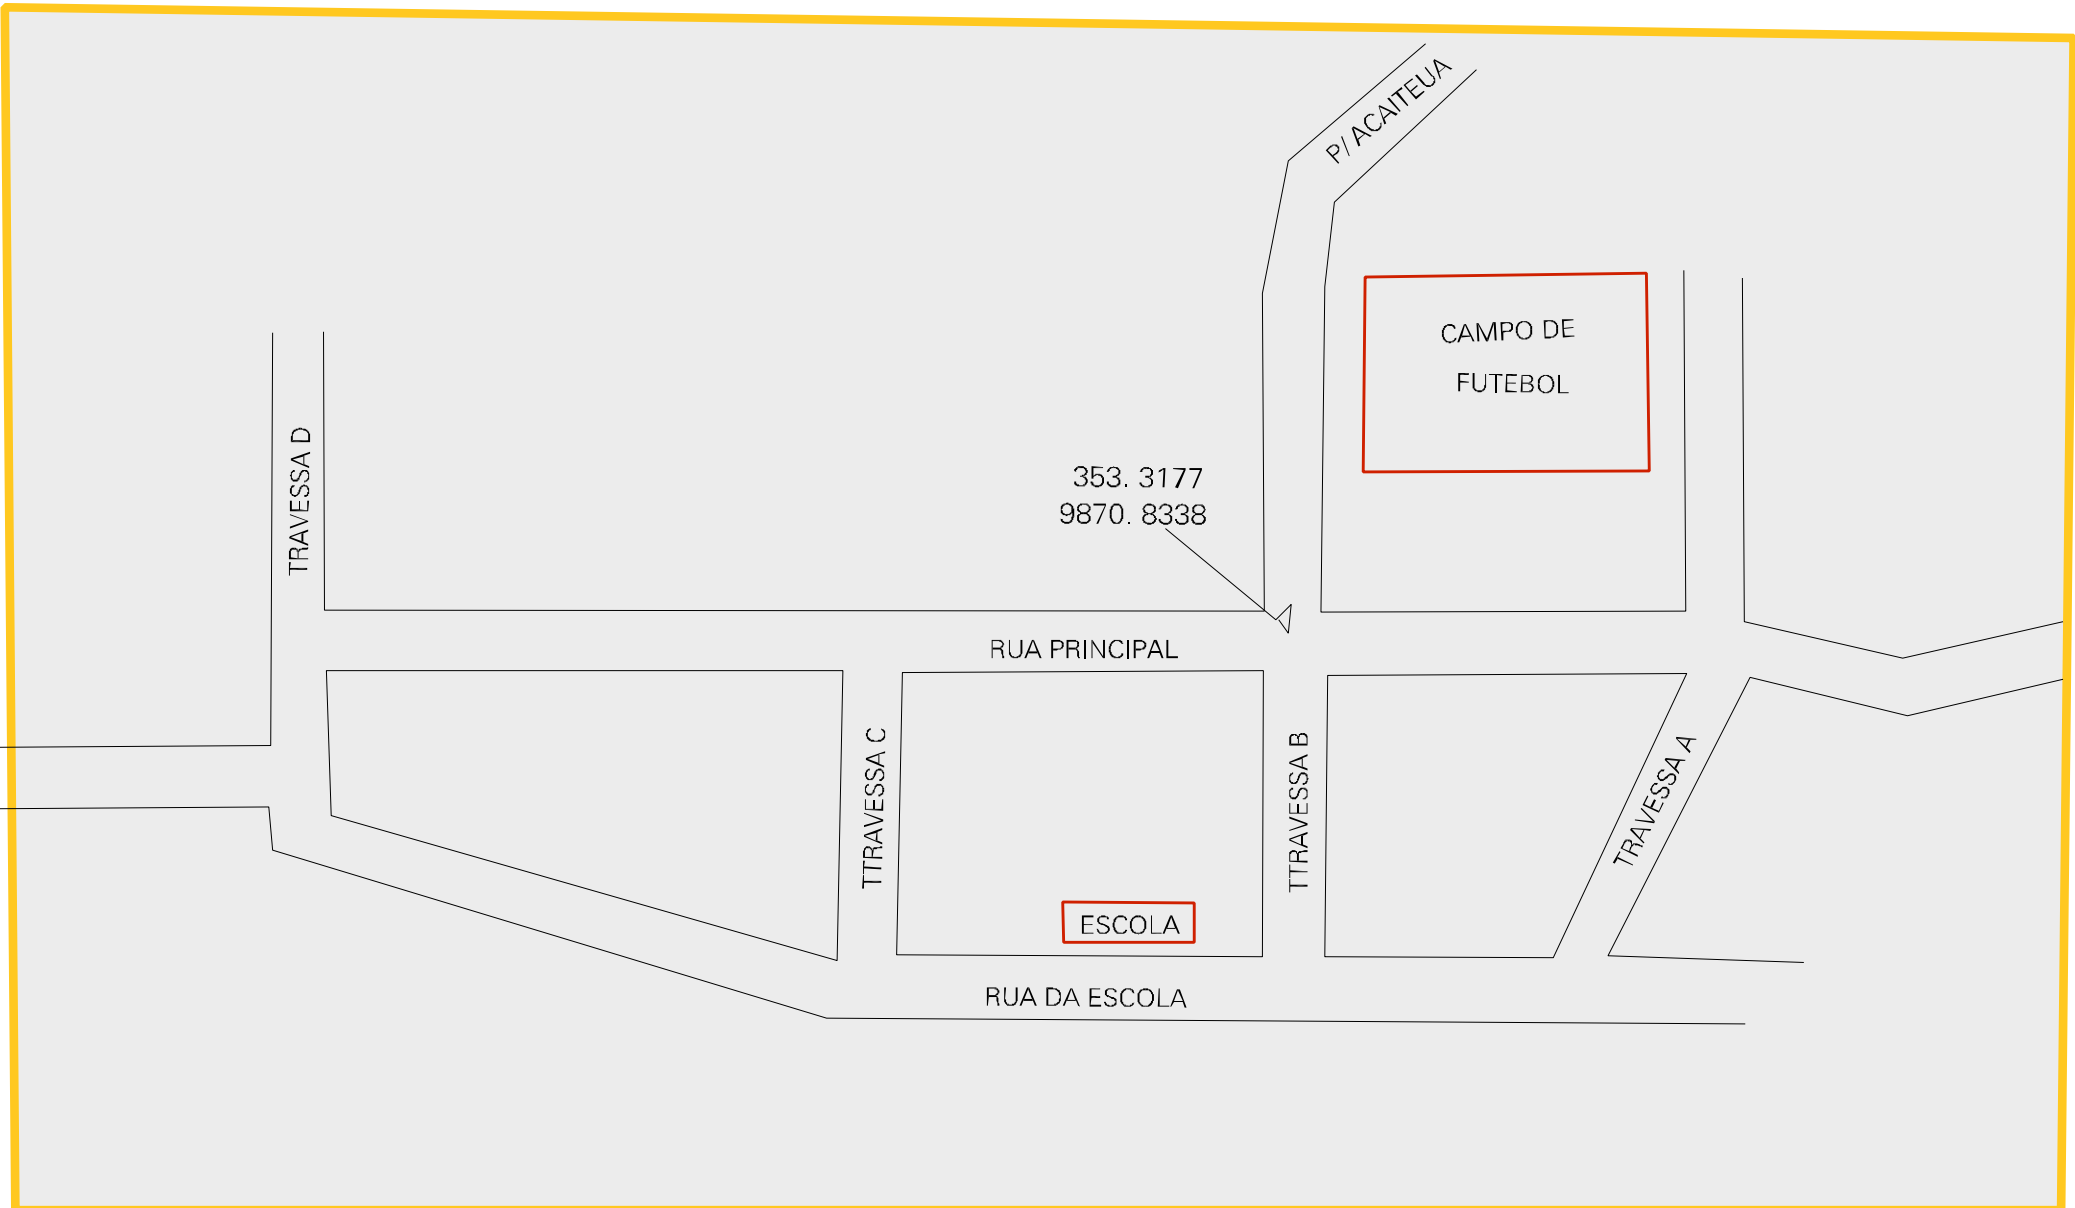 P/ ACAITEUA
CAMPO DE
FUTEBOL
TRAVESSA D
353. 3177
9870. 8338
RUA PRINCIPAL
TTRAVESSA C
TTRAVESSA B
TRAVESSA A
ESCOLA
RUA DA ESCOLA